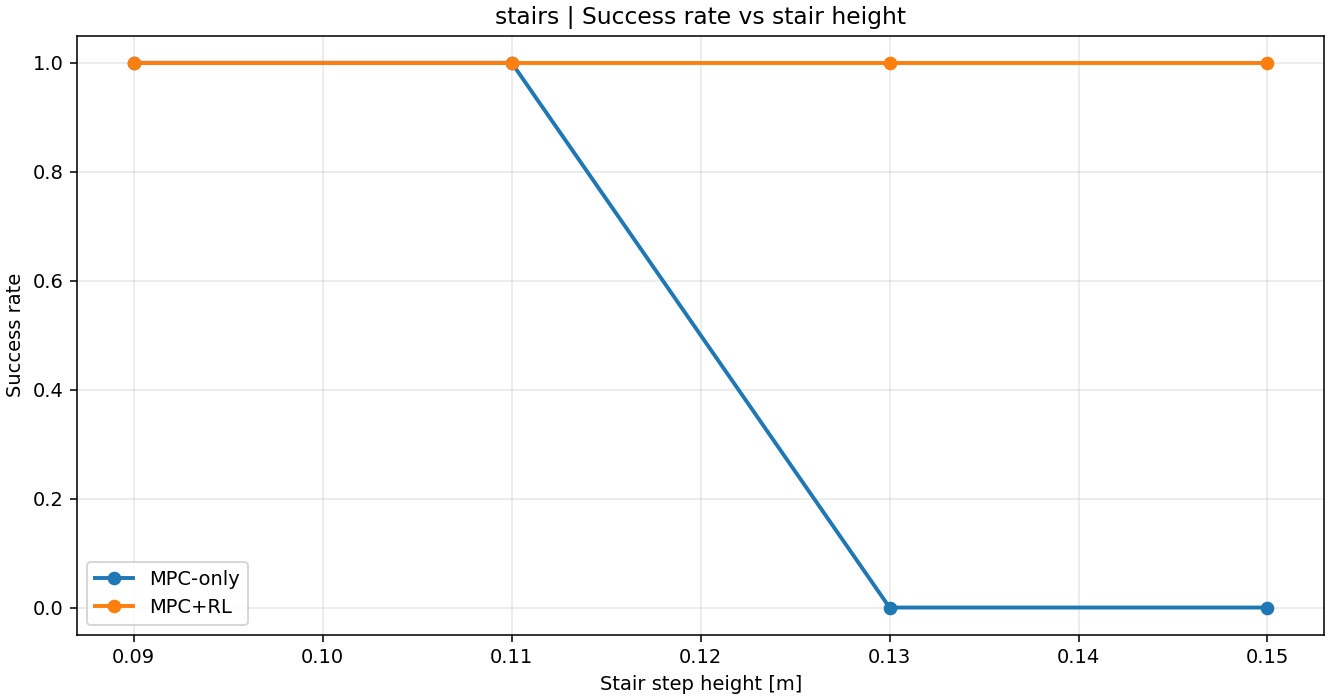 stairs | Success rate vs stair height
Success rate
1.0
0.8
0.6
0.4
0.2
0.0
MPC-only
MPC+RL
0.09 0.10 0.11 0.12 0.13 0.14 0.15
Stair step height [m]